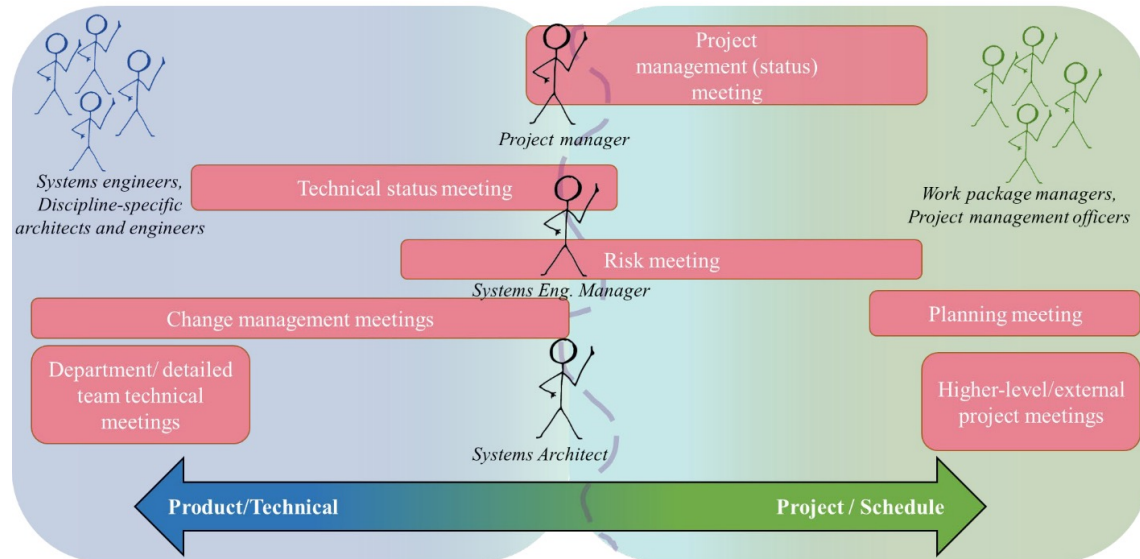 Project
management (status)
meeting
Project manager
Systems engineers,
Discipline-specific
architects and engineers
Technical status meeting
Work package managers,
Project management officers
Risk meeting
Systems Eng. Manager
Change management meetings
Planning meeting
Department/ detailed
team technical
meetings
Higher-level/external
project meetings
Systems Architect
Product/Technical
Project / Schedule